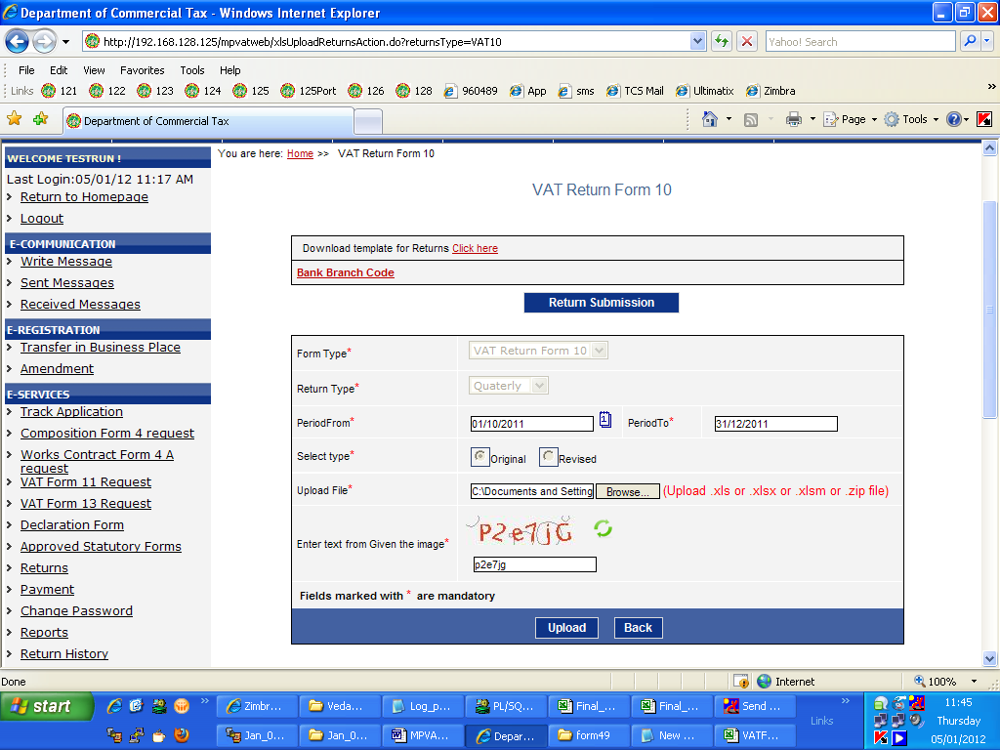 Department of Commercial Tax - Windows Internet Explorer
http://192.168.128.125/mpvatweb/xlsUploadReturnsAction.do?returnsType=VAT10
Yahoo! Search
File Edit View Favorites Tools Help
Links 121 122 123 124 125 125Port 126 128 960489 App sms TCS Mail Ultimatix Zimbra »
Department of Commercial Tax
Page Tools
WELCOME TESTRUN !
You are here: Home >> VAT Return Form 10
Last Login:05/01/12 11:17 AM
Return to Homepage
Logout
E-COMMUNICATION
Write Message
Sent Messages
Received Messages
E-REGISTRATION
Transfer in Business Place
Amendment
E-SERVICES
Track Application
Composition Form 4 request
Works Contract Form 4 A
request
VAT Form 11 Request
VAT Form 13 Request
Declaration Form
Approved Statutory Forms
Returns
Payment
Change Password
Reports
Return History
VAT Return Form 10
Download template for Returns Click here
Bank Branch Code
Return Submission
Form Type* VAT Return Form 10
Return Type* Quaterly
PeriodFrom* 01/10/2011 PeriodTo* 31/12/2011
Select type* Original Revised
Upload File* C:\Documents and Setting Browse... (Upload .xls or .xlsx or .xlsm or .zip file)
P2e7jG
Enter text from Given the image*
p2e7jg
Fields marked with * are mandatory
Upload Back
Done Internet 100%
start » Zimbr... Veda... Log_p... PL/SQ... Final_... Final_... Send ... » 11:45
Links Thursday
Jan_0... Jan_0... MPVA... Depar... form49 New ... VATF... 05/01/2012